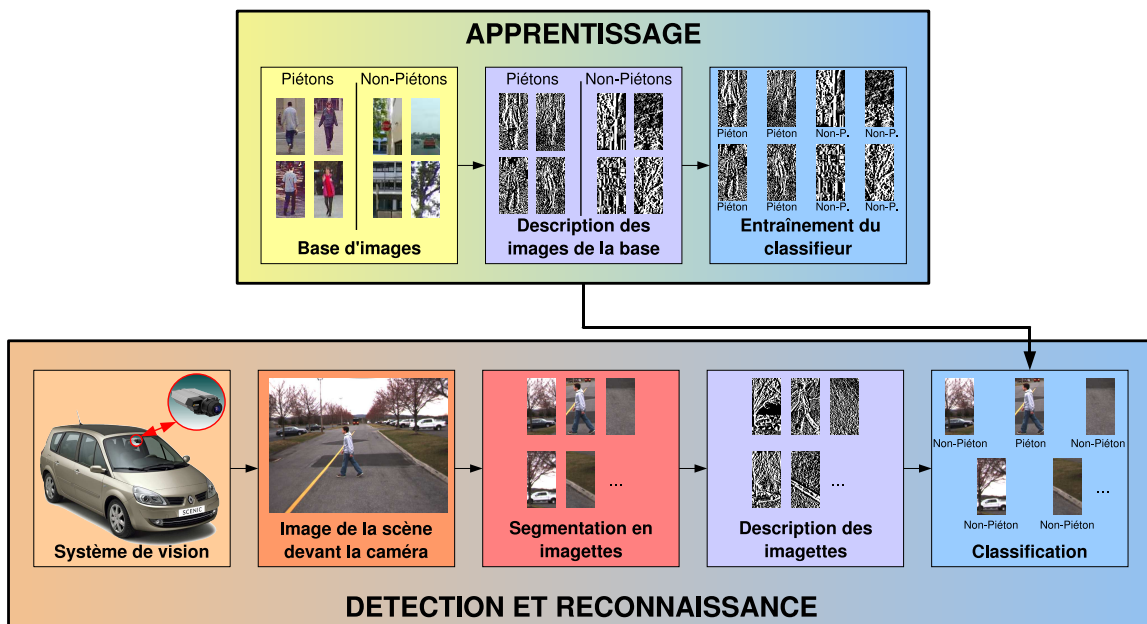 APPRENTISSAGE
Piétons
Non-Piétons
Base d'images
Piétons
Non-Piétons
Description des
images de la base
Piéton
Piéton
Non-P.
Non-P.
Piéton
Piéton
Non-P.
Non-P.
Entraînement du
classifieur
SCENIC
Système de vision
Image de la scène
devant la caméra
...
Segmentation en
imagettes
...
Description des
imagettes
Non-Piéton
Piéton
Non-Piéton
...
Non-Piéton
Non-Piéton
Classification
DETECTION ET RECONNAISSANCE